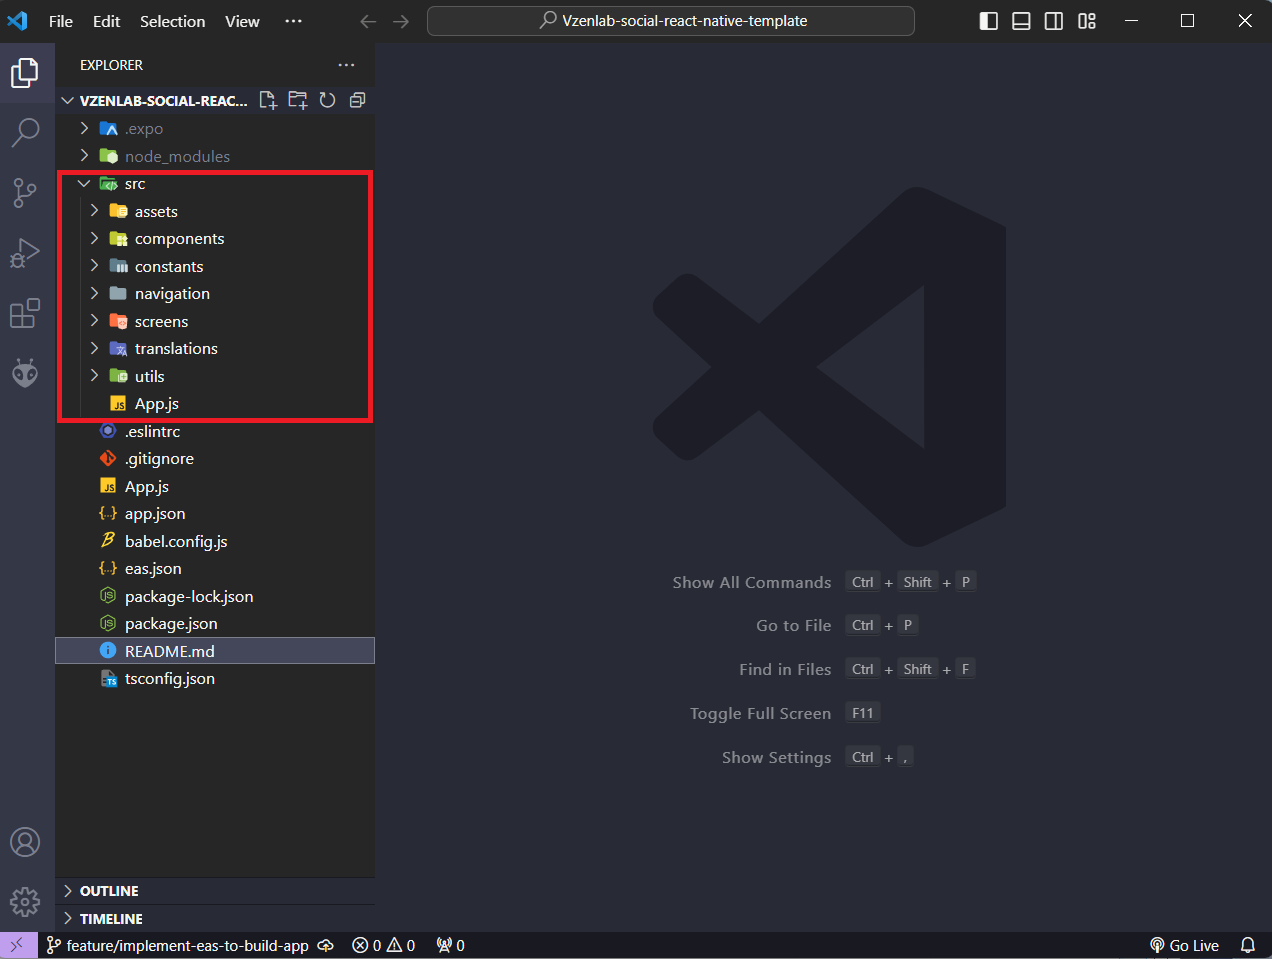 File Edit Selection View ··· Vzenlab-social-react-native-template
EXPLORER ···
VZENLAB-SOCIAL-REAC...
.expo
node_modules
src
assets
components
constants
navigation
screens
translations
utils
JS App.js
.eslintrc
.gitignore
JS App.js
{..} app.json
babel.config.js
{..} eas.json
package-lock.json
package.json
README.md
TS tsconfig.json
Show All Commands Ctrl + Shift + P
Go to File Ctrl + P
Find in Files Ctrl + Shift + F
Toggle Full Screen F11
Show Settings Ctrl + ,
OUTLINE
TIMELINE
feature/implement-eas-to-build-app 0 0 0 Go Live